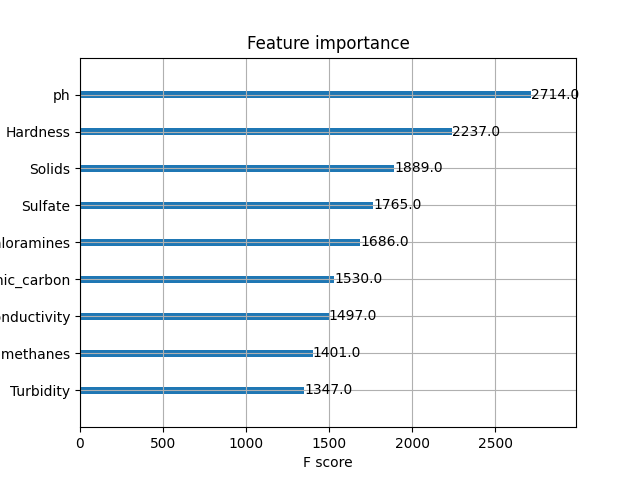 Feature importance
ph
2714.0
Hardness
2237.0
Solids
1889.0
Sulfate
1765.0
loramines
1686.0
nic_carbon
1530.0
nductivity
1497.0
methanes
1401.0
Turbidity
1347.0
0 500 1000 1500 2000 2500
F score